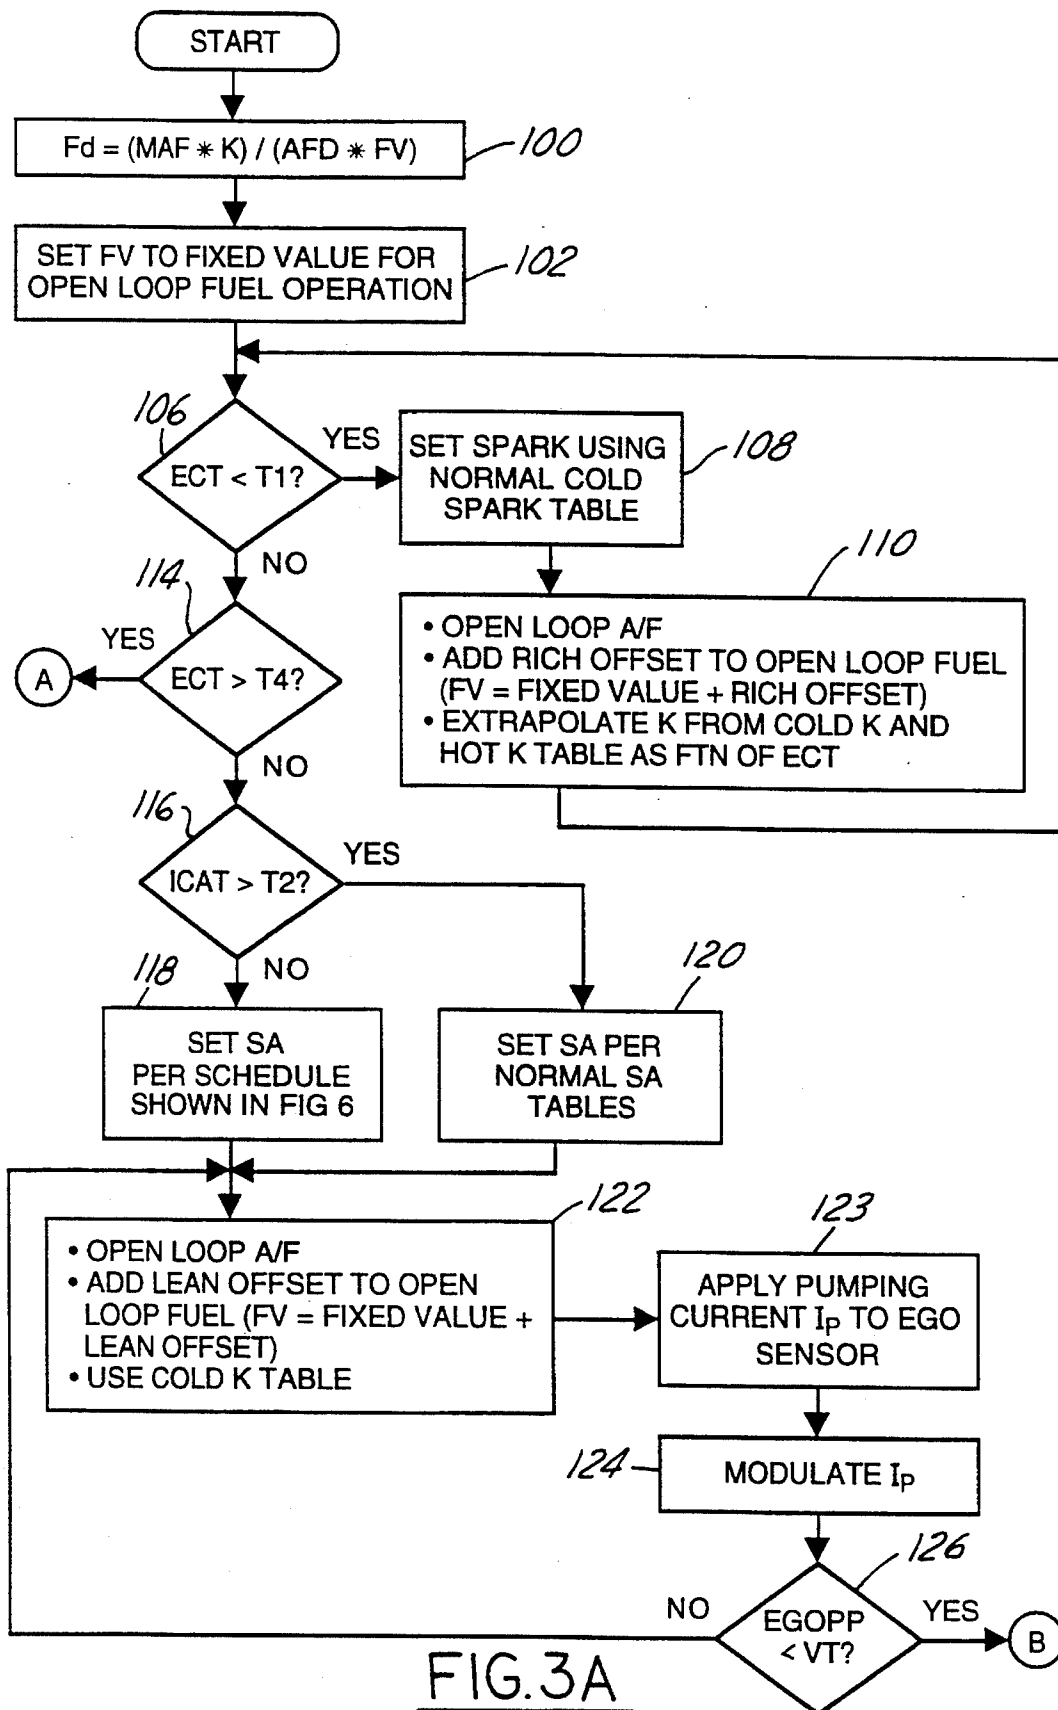 START
Fd = (MAF * K) / (AFD * FV)
100
SET FV TO FIXED VALUE FOR
OPEN LOOP FUEL OPERATION
102
106
ECT < T1?
YES
NO
SET SPARK USING
NORMAL COLD
SPARK TABLE
108
110
• OPEN LOOP A/F
• ADD RICH OFFSET TO OPEN LOOP FUEL
(FV = FIXED VALUE + RICH OFFSET)
• EXTRAPOLATE K FROM COLD K AND
HOT K TABLE AS FTN OF ECT
114
YES
A
ECT > T4?
NO
116
ICAT > T2?
YES
NO
118
SET SA
PER SCHEDULE
SHOWN IN FIG 6
120
SET SA PER
NORMAL SA
TABLES
122
• OPEN LOOP A/F
• ADD LEAN OFFSET TO OPEN
LOOP FUEL (FV = FIXED VALUE +
LEAN OFFSET)
• USE COLD K TABLE
123
APPLY PUMPING
CURRENT IP TO EGO
SENSOR
124
MODULATE IP
126
NO
EGOPP
< VT?
YES
B
FIG.3A